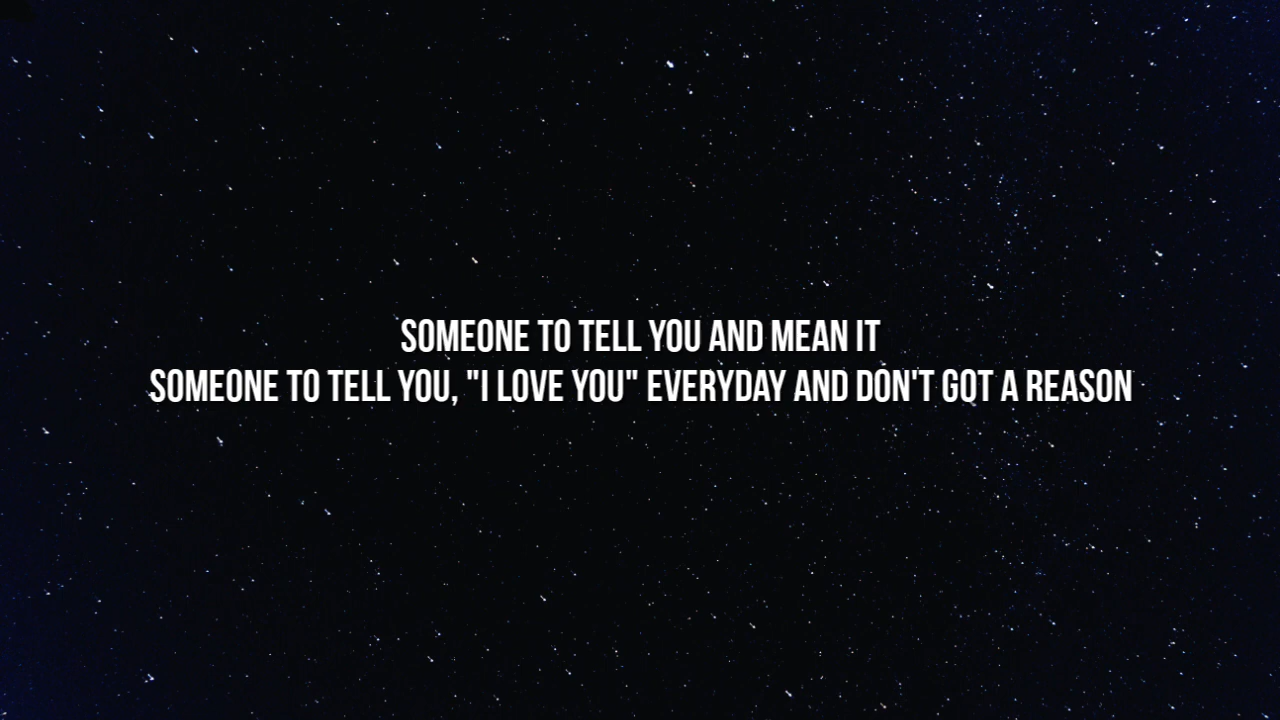 SOMEONE TO TELL YOU AND MEAN IT
SOMEONE TO TELL YOU, "I LOVE YOU" EVERYDAY AND DON'T GOT A REASON